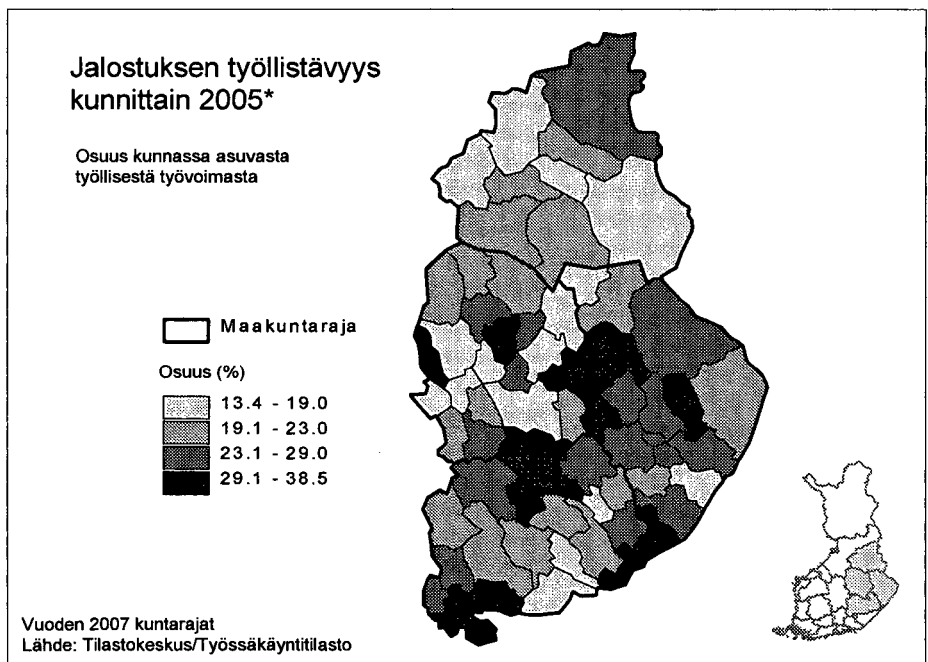 Jalostuksen työllistävyys
kunnittain 2005*
Osuus kunnassa asuvasta
työllisestä työvoimasta
Maakuntaraja
Osuus (%)
13.4 - 19.0
19.1 - 23.0
23.1 - 29.0
29.1 - 38.5
Vuoden 2007 kuntarajat
Lähde: Tilastokeskus/Työssäkäyntitilasto